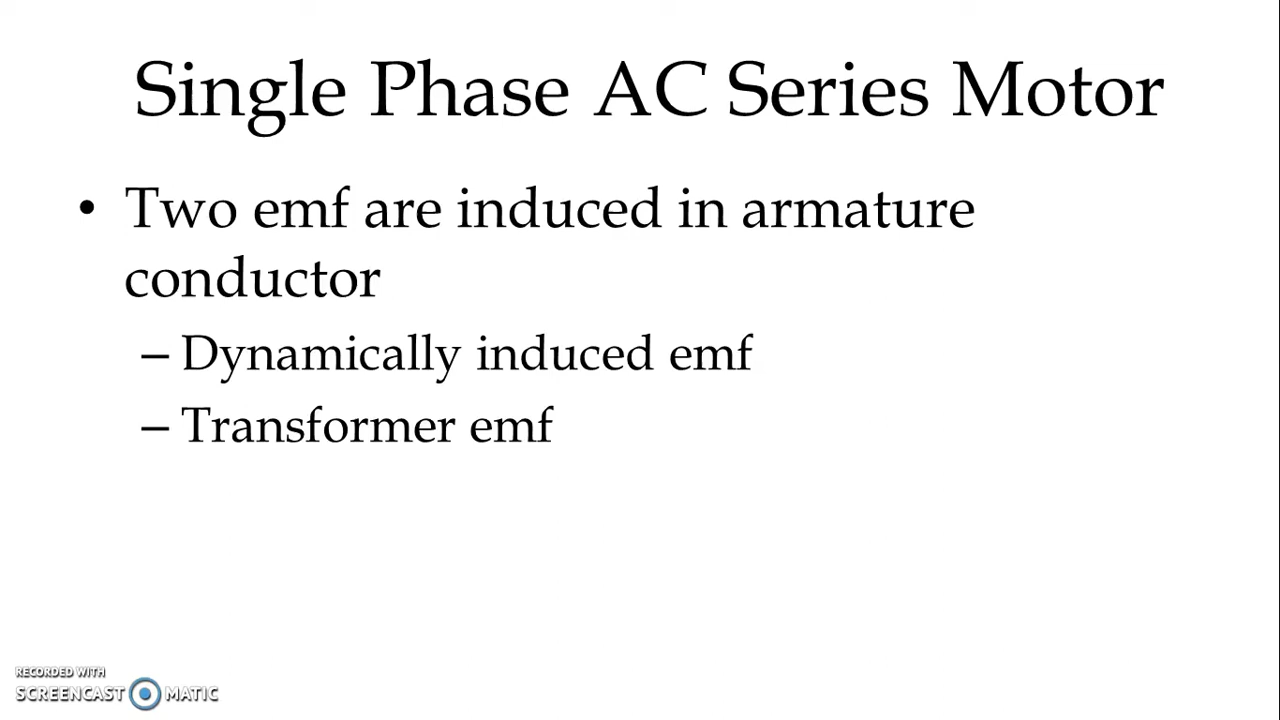 Single Phase AC Series Motor
• Two emf are induced in armature
conductor
– Dynamically induced emf
– Transformer emf
RECORDED WITH
SCREENCAST MATIC